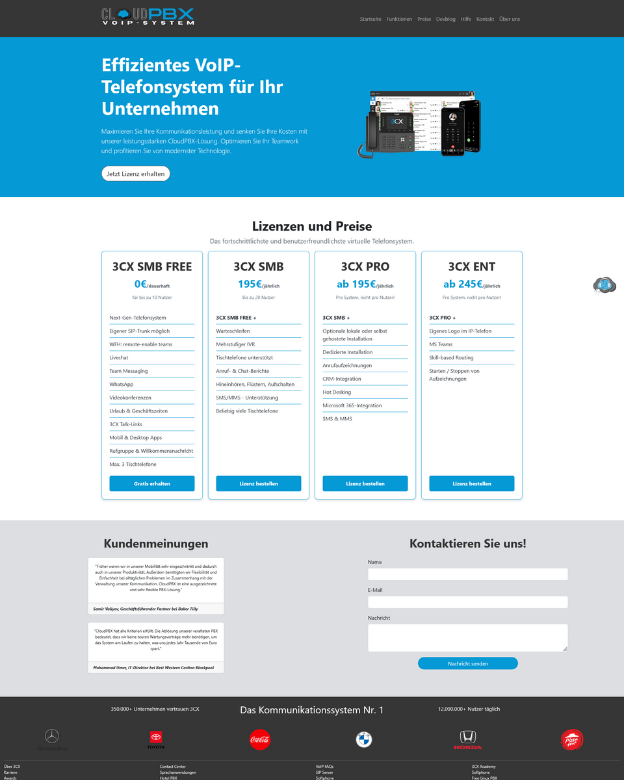 CLOUDPBX
VOIP-SYSTEM
Startseite Funktionen Preise Desklog Hilfe Kontakt Über uns
Effizientes VoIP-
Telefonsystem für Ihr
Unternehmen
Maximieren Sie Ihre Kommunikationsleistung und senken Sie Ihre Kosten mit
unserer leistungsstarken CloudPBX-Lösung. Optimieren Sie Ihr Teamwork
und profitieren Sie von modernster Technologie.
3CX
Jetzt Lizenz erhalten
Lizenzen und Preise
Das fortschrittlichste und benutzerfreundlichste virtuelle Telefonsystem.
3CX SMB FREE
0€/dauerhaft
für bis zu 10 Nutzer
Next-Gen-Telefonsystem
Eigener SIP-Trunk möglich
WFH: remote-enable teams
Livechat
Team Messaging
WhatsApp
Videokonferenzen
Urlaub & Geschäftszeiten
3CX Talk-Links
Mobil & Desktop Apps
Rufgruppe & Willkommensnachricht
Max. 3 Tischtelefone
Gratis erhalten
3CX SMB
195€/jährlich
Bis zu 20 Nutzer
3CX SMB FREE +
Warteschleifen
Mehrstufiger IVR
Tischtelefone unterstützt
Anruf- & Chat-Berichte
Hineinhören, Flüstern, Aufschalten
SMS/MMS - Unterstützung
Beliebig viele Tischtelefone
Lizenz bestellen
3CX PRO
ab 195€/jährlich
Pro System, nicht pro Nutzer!
3CX SMB +
Optionale lokale oder selbst
gehostete Installation
Dedizierte Installation
Anrufaufzeichnungen
CRM-Integration
Hot Desking
Microsoft 365-Integration
SMS & MMS
Lizenz bestellen
3CX ENT
ab 245€/jährlich
Pro System, nicht pro Nutzer!
3CX PRO +
Eigenes Logo im IP-Telefon
MS Teams
Skill-based Routing
Starten / Stoppen von
Aufzeichnungen
Lizenz bestellen
Kundenmeinungen
"Früher waren wir in unserer Mobilität sehr eingeschränkt und dadurch
auch in unserer Produktivität. Außerdem benötigten wir Flexibilität und
Einfachheit bei alltäglichen Problemen im Zusammenhang mit der
Verwaltung unserer Kommunikation. CloudPBX ist eine ausgezeichnete
und sehr flexible PBX-Lösung."
Geschäftsführender Partner bei Baker Tilly
"CloudPBX hat alle Kriterien erfüllt. Die Ablösung unserer veralteten PBX
bedeutet, dass wir keine teuren Wartungsverträge mehr benötigen, um
das System am Laufen zu halten, was uns jedes Jahr Tausende von Euro
spart."
IT-Direktor bei Best Western Carlton
Kontaktieren Sie uns!
Name
E-Mail
Nachricht
Nachricht senden
350.000+ Unternehmen vertrauen 3CX
Das Kommunikationssystem Nr. 1
12.000.000+ Nutzer täglich
TOYOTA
Coca-Cola
HONDA
Pizza Hut
Über 3CX
Karriere
Awards
Contact Center
Sprachanwendungen
Hotel PBX
VoIP FAQs
SIP Server
Softphone
3CX Academy
Softphone
Free Linux PBX